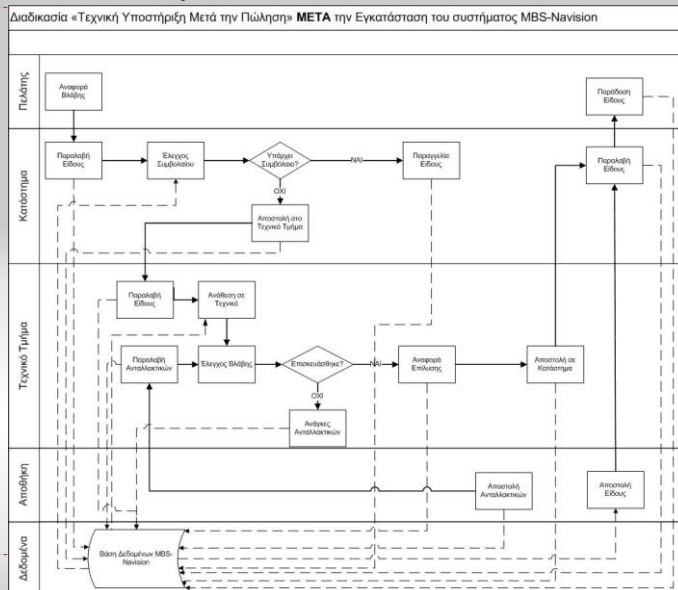 Διαδικασία «Τεχνική Υποστήριξη Μετά την Πώληση» ΜΕΤΑ την Εγκατάσταση του συστήματος MBS-Navision
Πελάτης
Αναφορά
Βλάβης
Παράδοση
Είδους
Κατάστημα
Παραλαβή
Είδους
Έλεγχος
Συμβολαίου
Υπάρχει
Συμβόλαιο?
ΝΑΙ
Παραγγελία
Είδους
Παραλαβή
Είδους
ΟΧΙ
Αποστολή στο
Τεχνικό Τμήμα
Τεχνικό Τμήμα
Παραλαβή
Είδους
Ανάθεση σε
Τεχνικό
Παραλαβή
Ανταλλακτικών
Έλεγχος Βλάβης
Επισκευάσθηκε?
ΝΑΙ
Αναφορά
Επίλυσης
Αποστολή σε
Κατάστημα
ΟΧΙ
Ανάγκες
Ανταλλακτικών
Αποθήκη
Αποστολή
Ανταλλακτικών
Αποστολή
Είδους
Δεδομένα
Βάση Δεδομένων MBS-
Navision